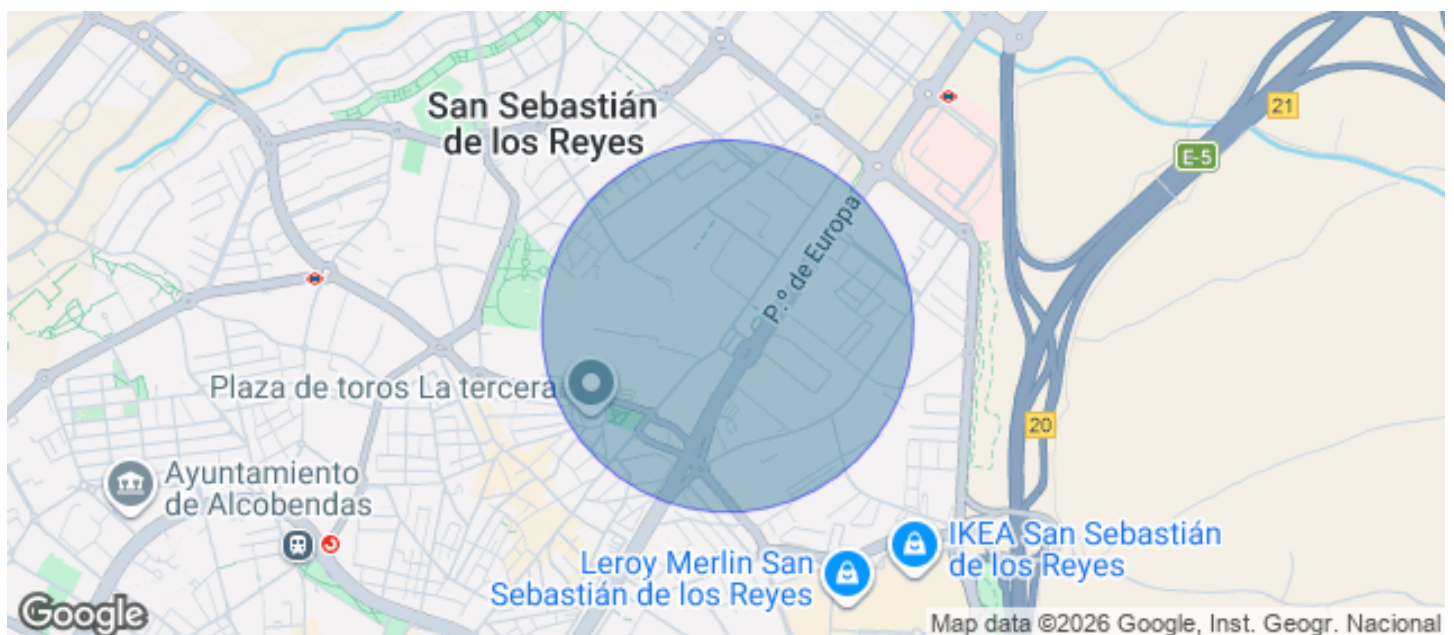 San Sebastián
de los Reyes
21
E-5
P.º de Europa
Plaza de toros La tercera
20
Ayuntamiento
de Alcobendas
IKEA San Sebastián
de los Reyes
Leroy Merlin San
Sebastián de los Reyes
Google
Map data ©2026 Google, Inst. Geogr. Nacional